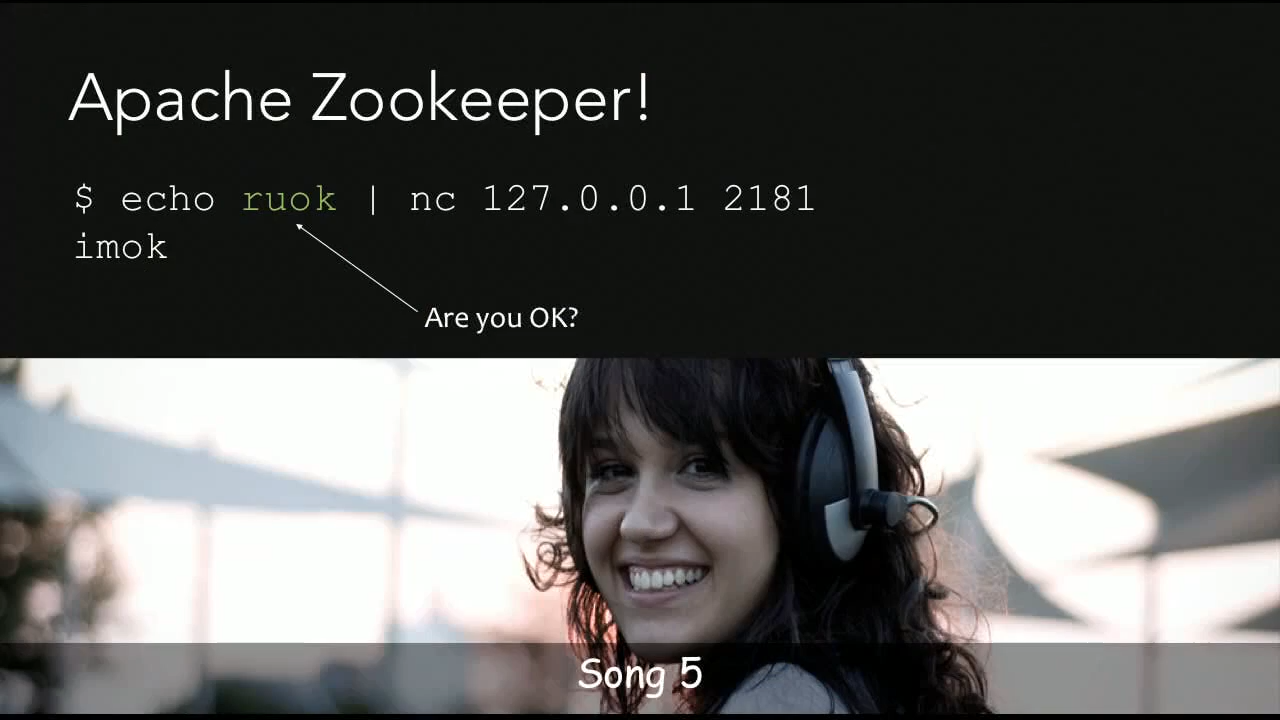 Apache Zookeeper!
$ echo ruok | nc 127.0.0.1 2181
imok
Are you OK?
Song 5